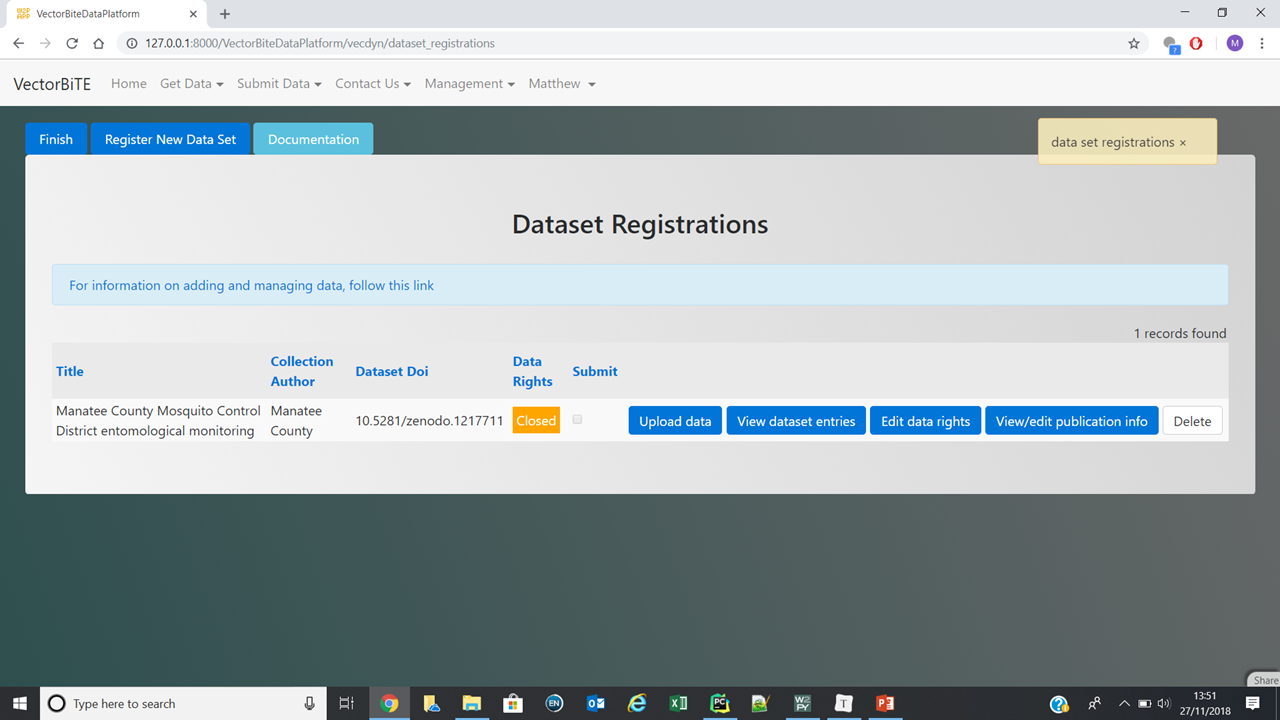 VectorBiteDataPlatform
127.0.0.1:8000/VectorBiteDataPlatform/vecdyn/dataset_registrations
M
VectorBiTE Home Get Data Submit Data Contact Us Management Matthew
Finish Register New Data Set Documentation
data set registrations ×
Dataset Registrations
For information on adding and managing data, follow this link
1 records found
Title Collection Author Dataset Doi Data Rights Submit
Manatee County Mosquito Control District entomological monitoring Manatee County 10.5281/zenodo.1217711 Closed Upload data View dataset entries Edit data rights View/edit publication info Delete
Share
Type here to search
EN
PC
T
13:51
27/11/2018